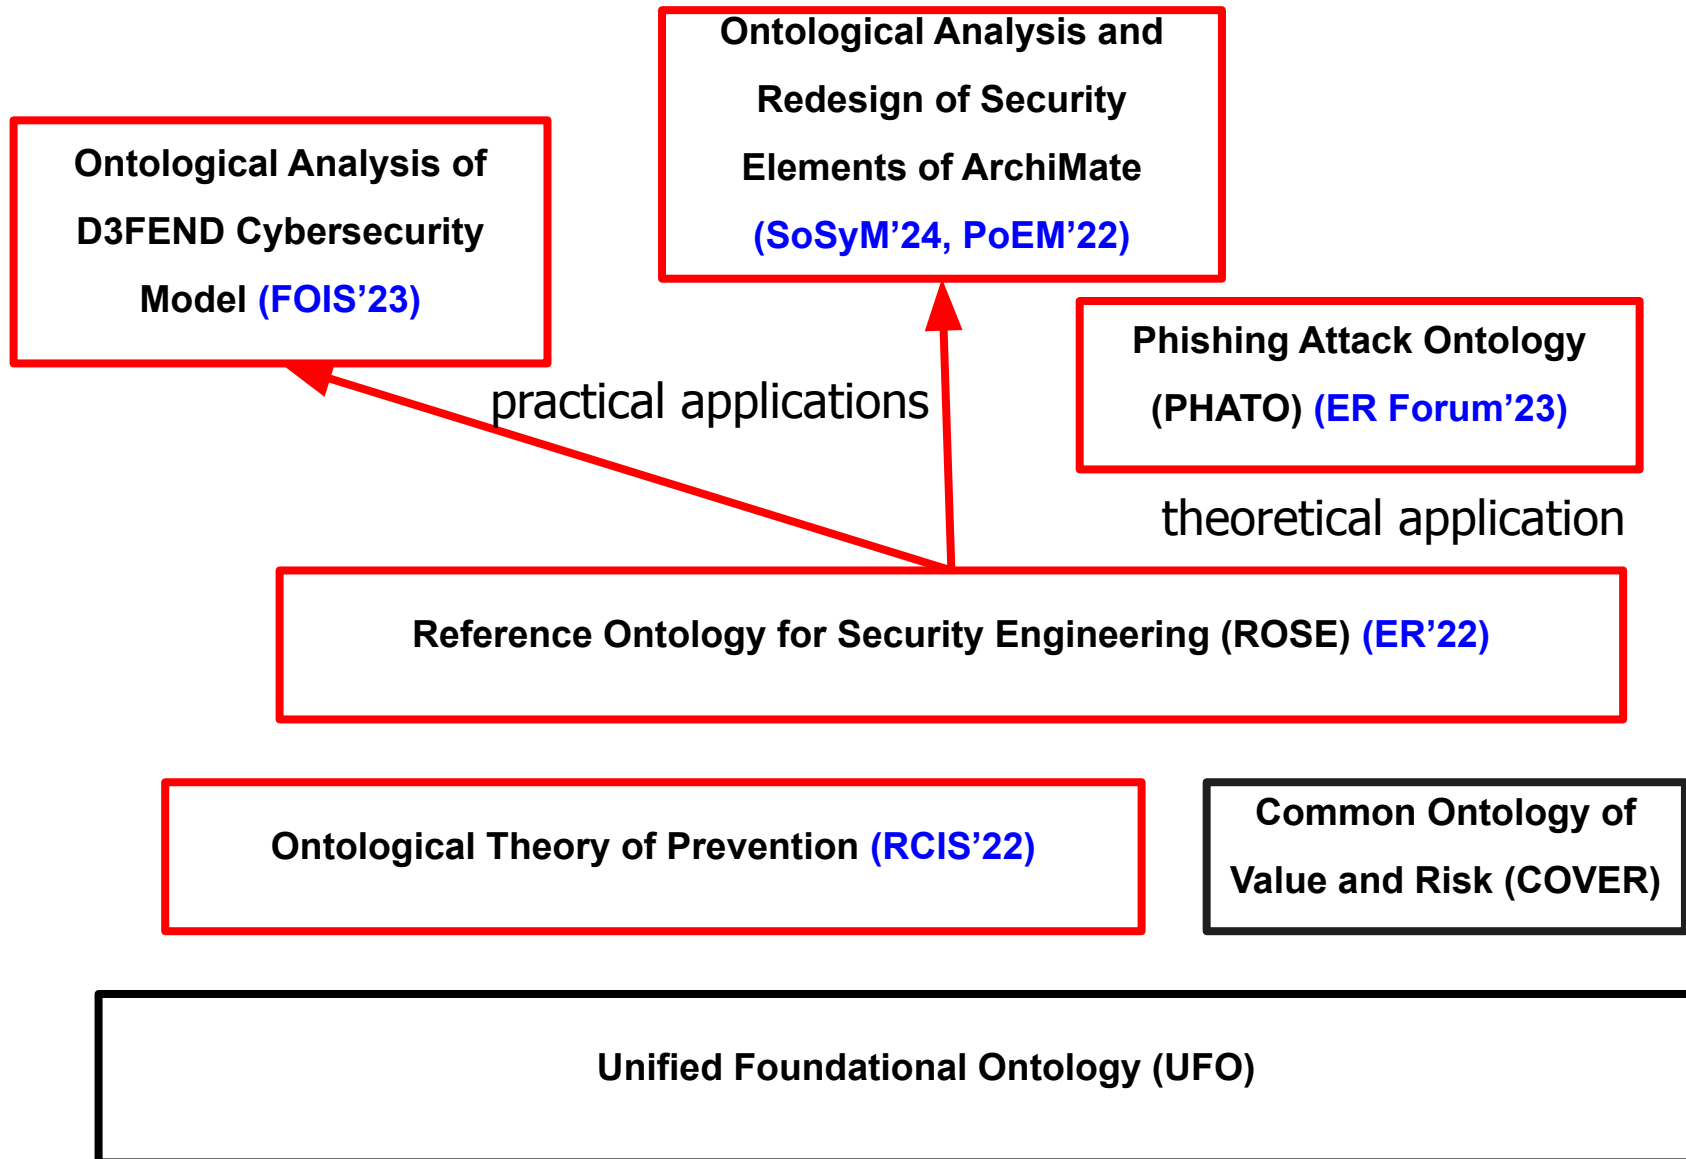 Ontological Analysis and
Redesign of Security
Elements of ArchiMate
(SoSyM’24, PoEM’22)
Ontological Analysis of
D3FEND Cybersecurity
Model (FOIS’23)
Phishing Attack Ontology
(PHATO) (ER Forum’23)
practical applications
theoretical application
Reference Ontology for Security Engineering (ROSE) (ER’22)
Ontological Theory of Prevention (RCIS’22)
Common Ontology of
Value and Risk (COVER)
Unified Foundational Ontology (UFO)